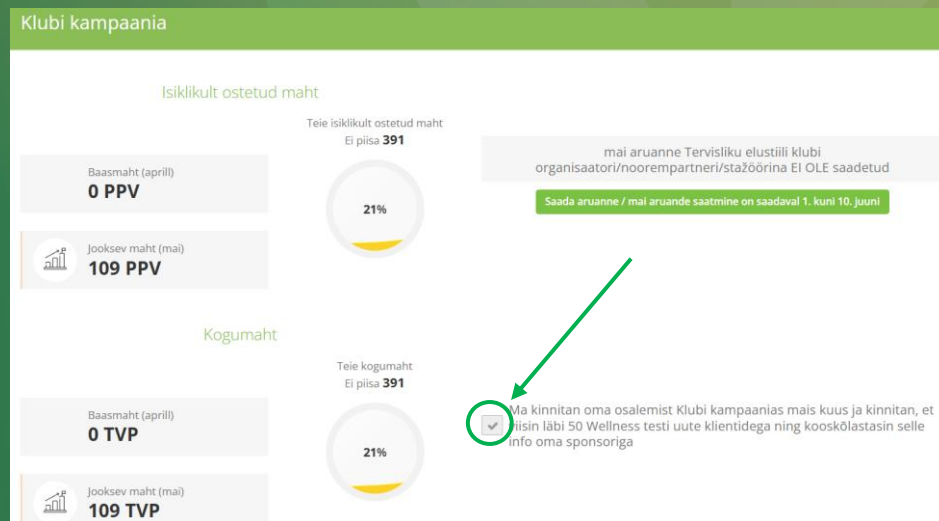 Klubi kampaania
Isiklikult ostetud maht
Teie isiklikult ostetud maht
Ei piisa 391
Baasmaht (aprill)
0 PPV
21%
Jooksev maht (mai)
109 PPV
mai aruanne Tervisliku elustiili klubi
organisaatori/noorempartneri/stažöörina EI OLE saadetud
Saada aruanne / mai aruande saatmine on saadaval 1. kuni 10. juuni
Kogumaht
Teie kogumaht
Ei piisa 391
Baasmaht (aprill)
0 TVP
21%
Jooksev maht (mai)
109 TVP
Ma kinnitan oma osalemist Klubi kampaanias mais kuus ja kinnitan, et
viisin läbi 50 Wellness testi uute klientidega ning kooskõlastasin selle
info oma sponsoriga